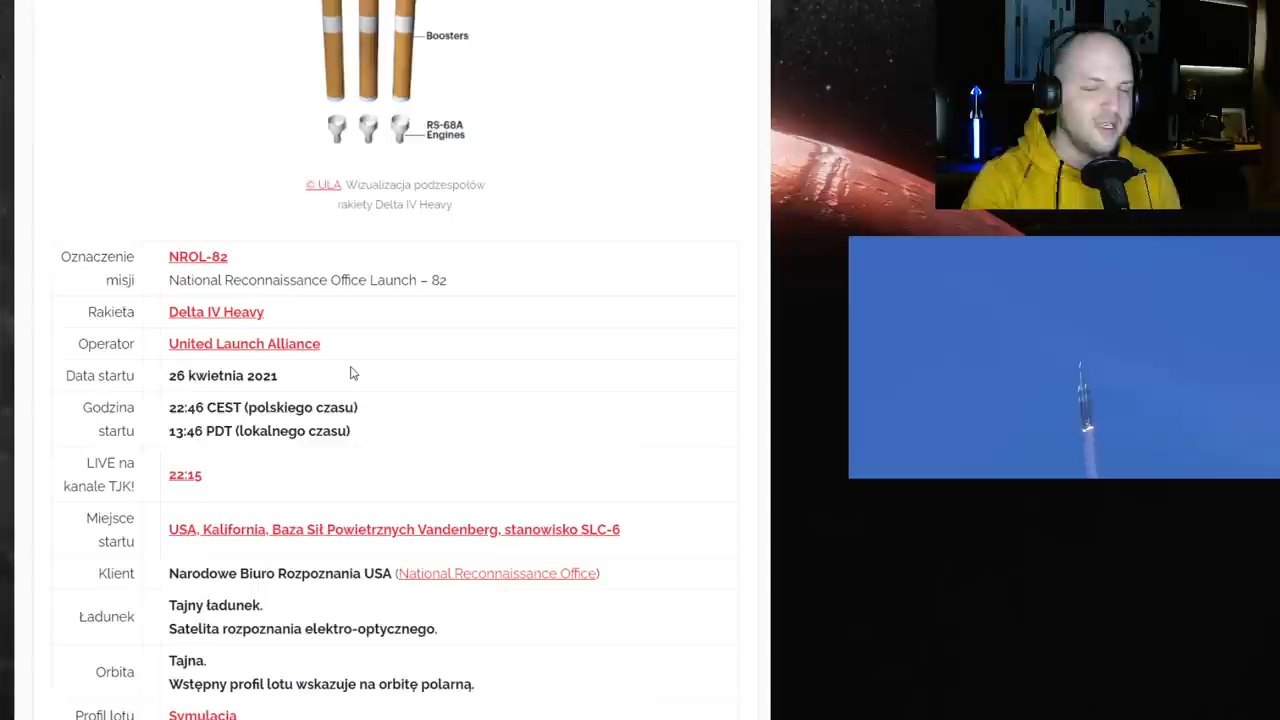 Boosters
RS-68A
Engines
© ULA. Wizualizacja podzespołów
rakiety Delta IV Heavy
Oznaczenie
misji
NROL-82
National Reconnaissance Office Launch – 82
Rakieta
Delta IV Heavy
Operator
United Launch Alliance
Data startu
26 kwietnia 2021
Godzina
startu
22:46 CEST (polskiego czasu)
13:46 PDT (lokalnego czasu)
LIVE na
kanale TJK!
22:15
Miejsce
startu
USA, Kalifornia, Baza Sił Powietrznych Vandenberg, stanowisko SLC-6
Klient
Narodowe Biuro Rozpoznania USA (National Reconnaissance Office)
Ładunek
Tajny ładunek.
Satelita rozpoznania elektro-optycznego.
Orbita
Tajna.
Wstępny profil lotu wskazuje na orbitę polarną.
Profil lotu
Symulacja